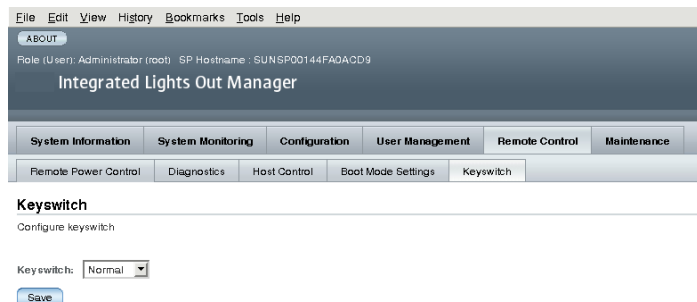 File Edit View History Bookmarks Tools Help
ABOUT
Role (User): Administrator (root) SP Hostname : SUNSP00144FA0ACD9
Integrated Lights Out Manager
System Information System Monitoring Configuration User Management Remote Control Maintenance
Remote Power Control Diagnostics Host Control Boot Mode Settings Keyswitch
Keyswitch
Configure keyswitch
Keyswitch: Normal
Save